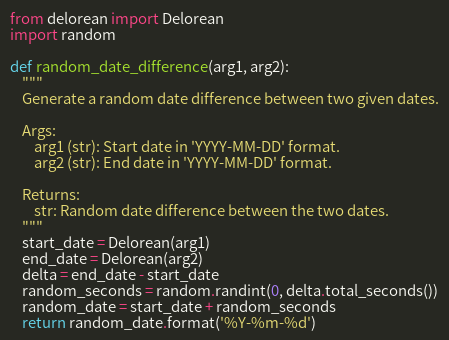 from delorean import Delorean
import random

def random_date_difference(arg1, arg2):
    """
    Generate a random date difference between two given dates.

    Args:
        arg1 (str): Start date in 'YYYY-MM-DD' format.
        arg2 (str): End date in 'YYYY-MM-DD' format.

    Returns:
        str: Random date difference between the two dates.
    """
    start_date = Delorean(arg1)
    end_date = Delorean(arg2)
    delta = end_date - start_date
    random_seconds = random.randint(0, delta.total_seconds())
    random_date = start_date + random_seconds
    return random_date.format('%Y-%m-%d')